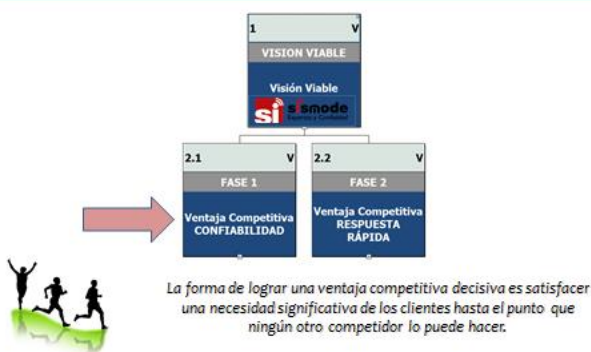 1 V
VISION VIABLE
Visión Viable
si sismode
2.1 V
FASE 1
Ventaja Competitiva
CONFIABILIDAD
2.2 V
FASE 2
Ventaja Competitiva
RESPUESTA
RÁPIDA
La forma de lograr una ventaja competitiva decisiva es satisfacer
una necesidad significativa de los clientes hasta el punto que
ningún otro competidor lo puede hacer.